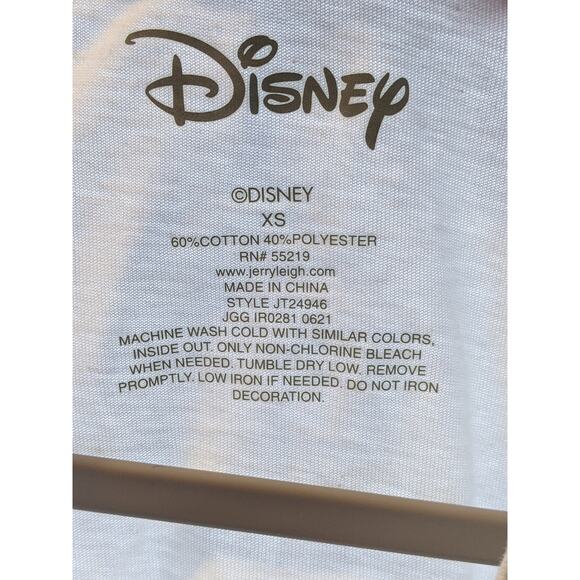 Disney
©DISNEY
XS
60%COTTON 40%POLYESTER
RN# 55219
www.jerryleigh.com
MADE IN CHINA
STYLE JT24946
JGG IR0281 0621
MACHINE WASH COLD WITH SIMILAR COLORS,
INSIDE OUT. ONLY NON-CHLORINE BLEACH
WHEN NEEDED. TUMBLE DRY LOW. REMOVE
PROMPTLY. LOW IRON IF NEEDED. DO NOT IRON
DECORATION.